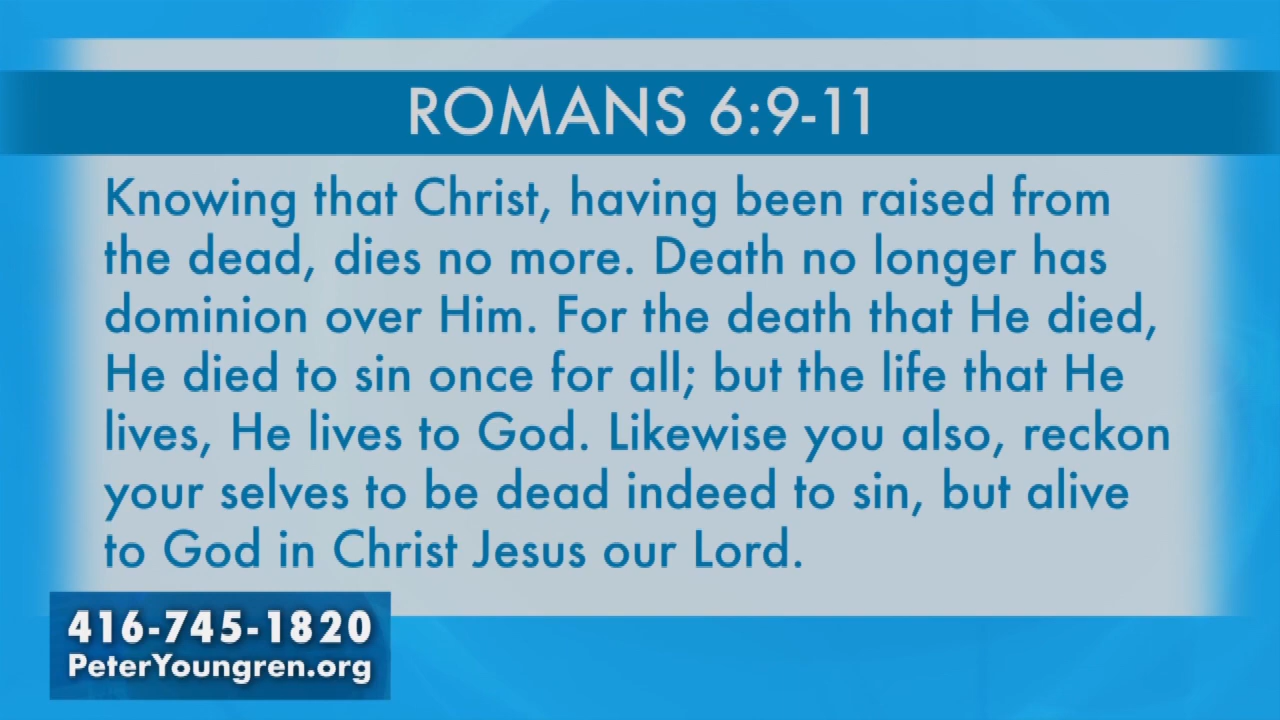 ROMANS 6:9-11
Knowing that Christ, having been raised from
the dead, dies no more. Death no longer has
dominion over Him. For the death that He died,
He died to sin once for all; but the life that He
lives, He lives to God. Likewise you also, reckon
your selves to be dead indeed to sin, but alive
to God in Christ Jesus our Lord.
416-745-1820
PeterYoungren.org